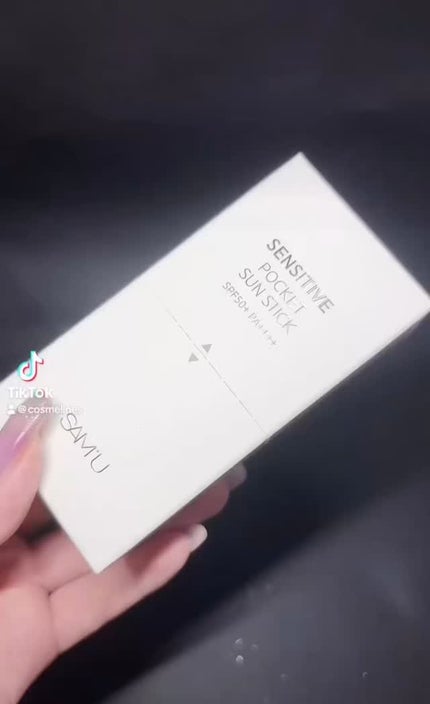 SENSITIVE
POCKET
SUN STICK
SPF50+ PA++++
SAM'U
TikTok